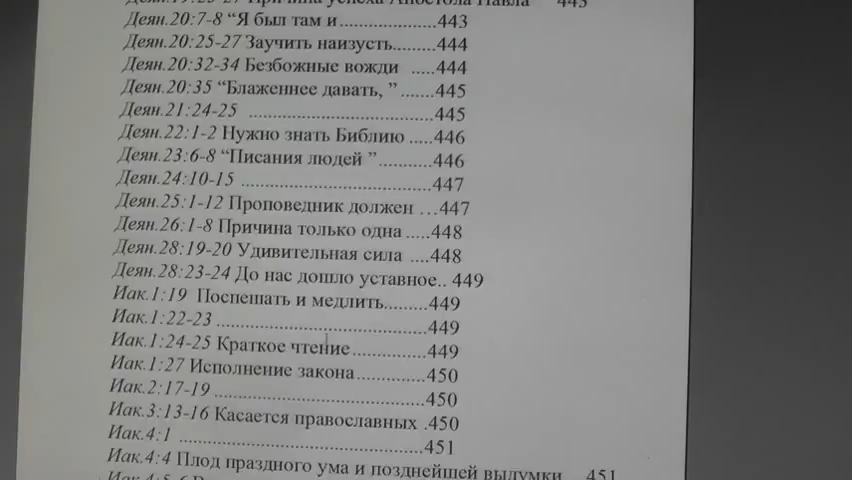 Причина успеха Апостола Павла 443
Деян.20:7-8 “Я был там и.................443
Деян.20:25-27 Заучить наизусть........444
Деян.20:32-34 Безбожные вожди .....444
Деян.20:35 “Блаженнее давать, ”.......445
Деян.21:24-25 .................................445
Деян.22:1-2 Нужно знать Библию .....446
Деян.23:6-8 “Писания людей ”..........446
Деян.24:10-15 .................................447
Деян.25:1-12 Проповедник должен ...447
Деян.26:1-8 Причина только одна .....448
Деян.28:19-20 Удивительная сила ....448
Деян.28:23-24 До нас дошло уставное.. 449
Иак.1:19 Поспешать и медлить........449
Иак.1:22-23 .....................................449
Иак.1:24-25 Краткое чтение.............449
Иак.1:27 Исполнение закона............450
Иак.2:17-19 .....................................450
Иак.3:13-16 Касается православных .450
Иак.4:1 ...........................................451
Иак.4:4 Плод праздного ума и позднейшей выдумки 451